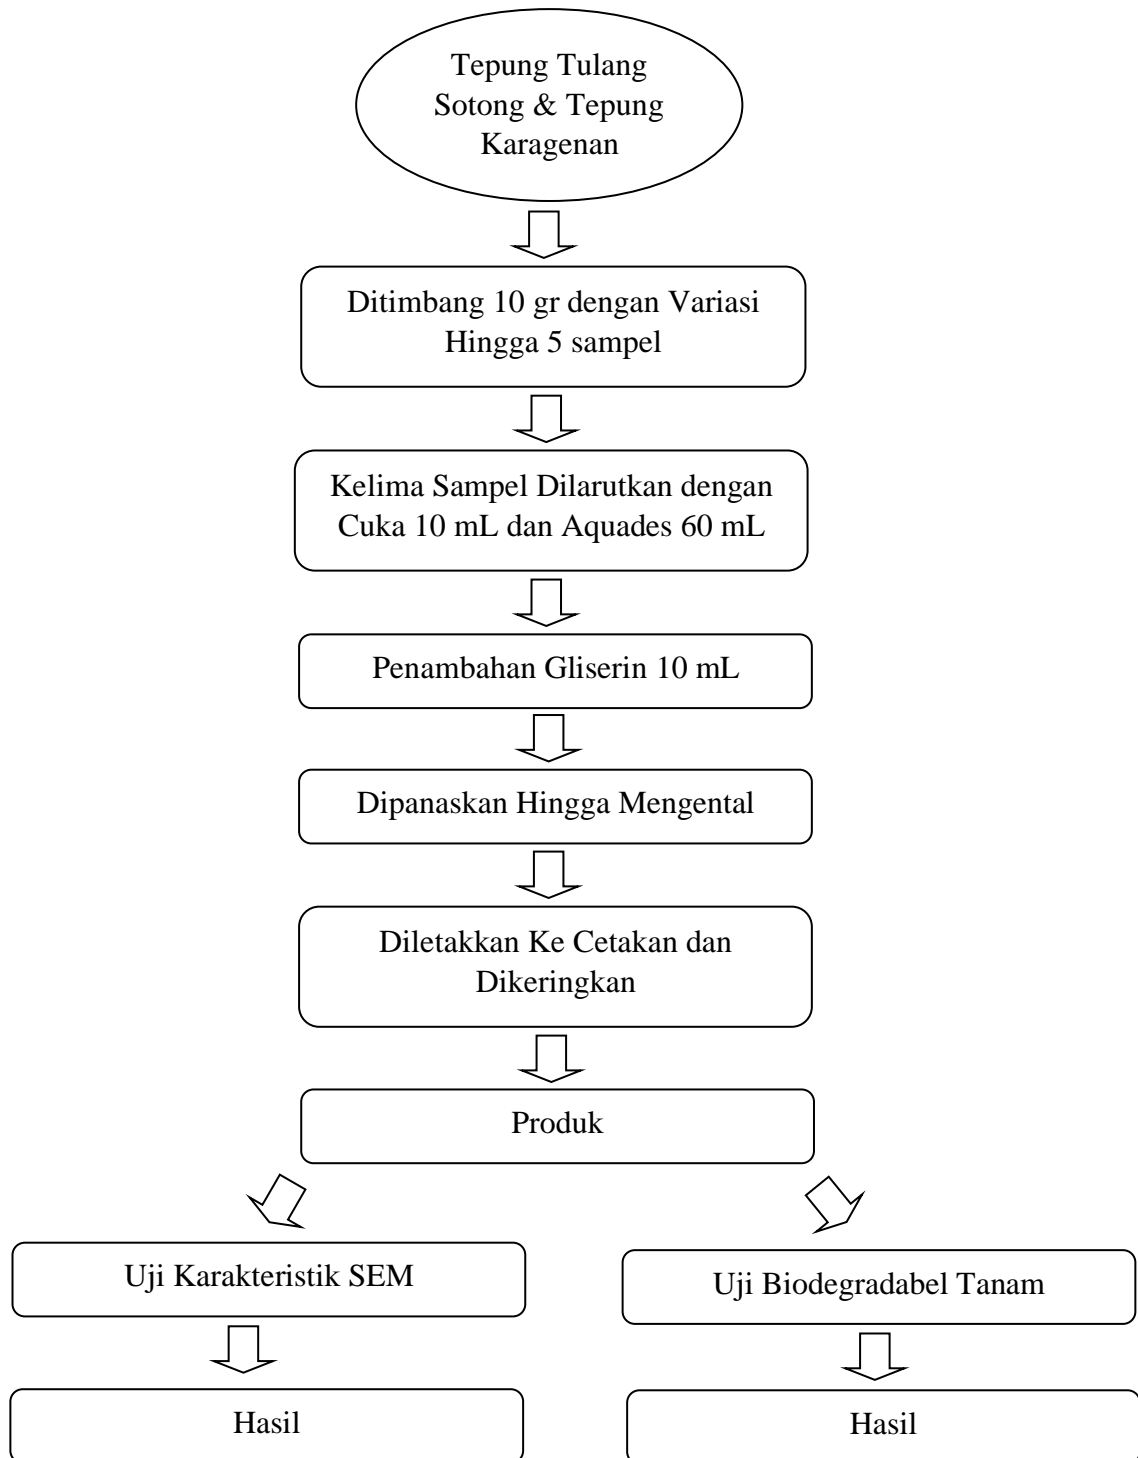 Tepung Tulang
Sotong & Tepung
Karagenan
Ditimbang 10 gr dengan Variasi
Hingga 5 sampel
Kelima Sampel Dilarutkan dengan
Cuka 10 mL dan Aquades 60 mL
Penambahan Gliserin 10 mL
Dipanaskan Hingga Mengental
Diletakkan Ke Cetakan dan
Dikeringkan
Produk
Uji Karakteristik SEM
Uji Biodegradabel Tanam
Hasil
Hasil